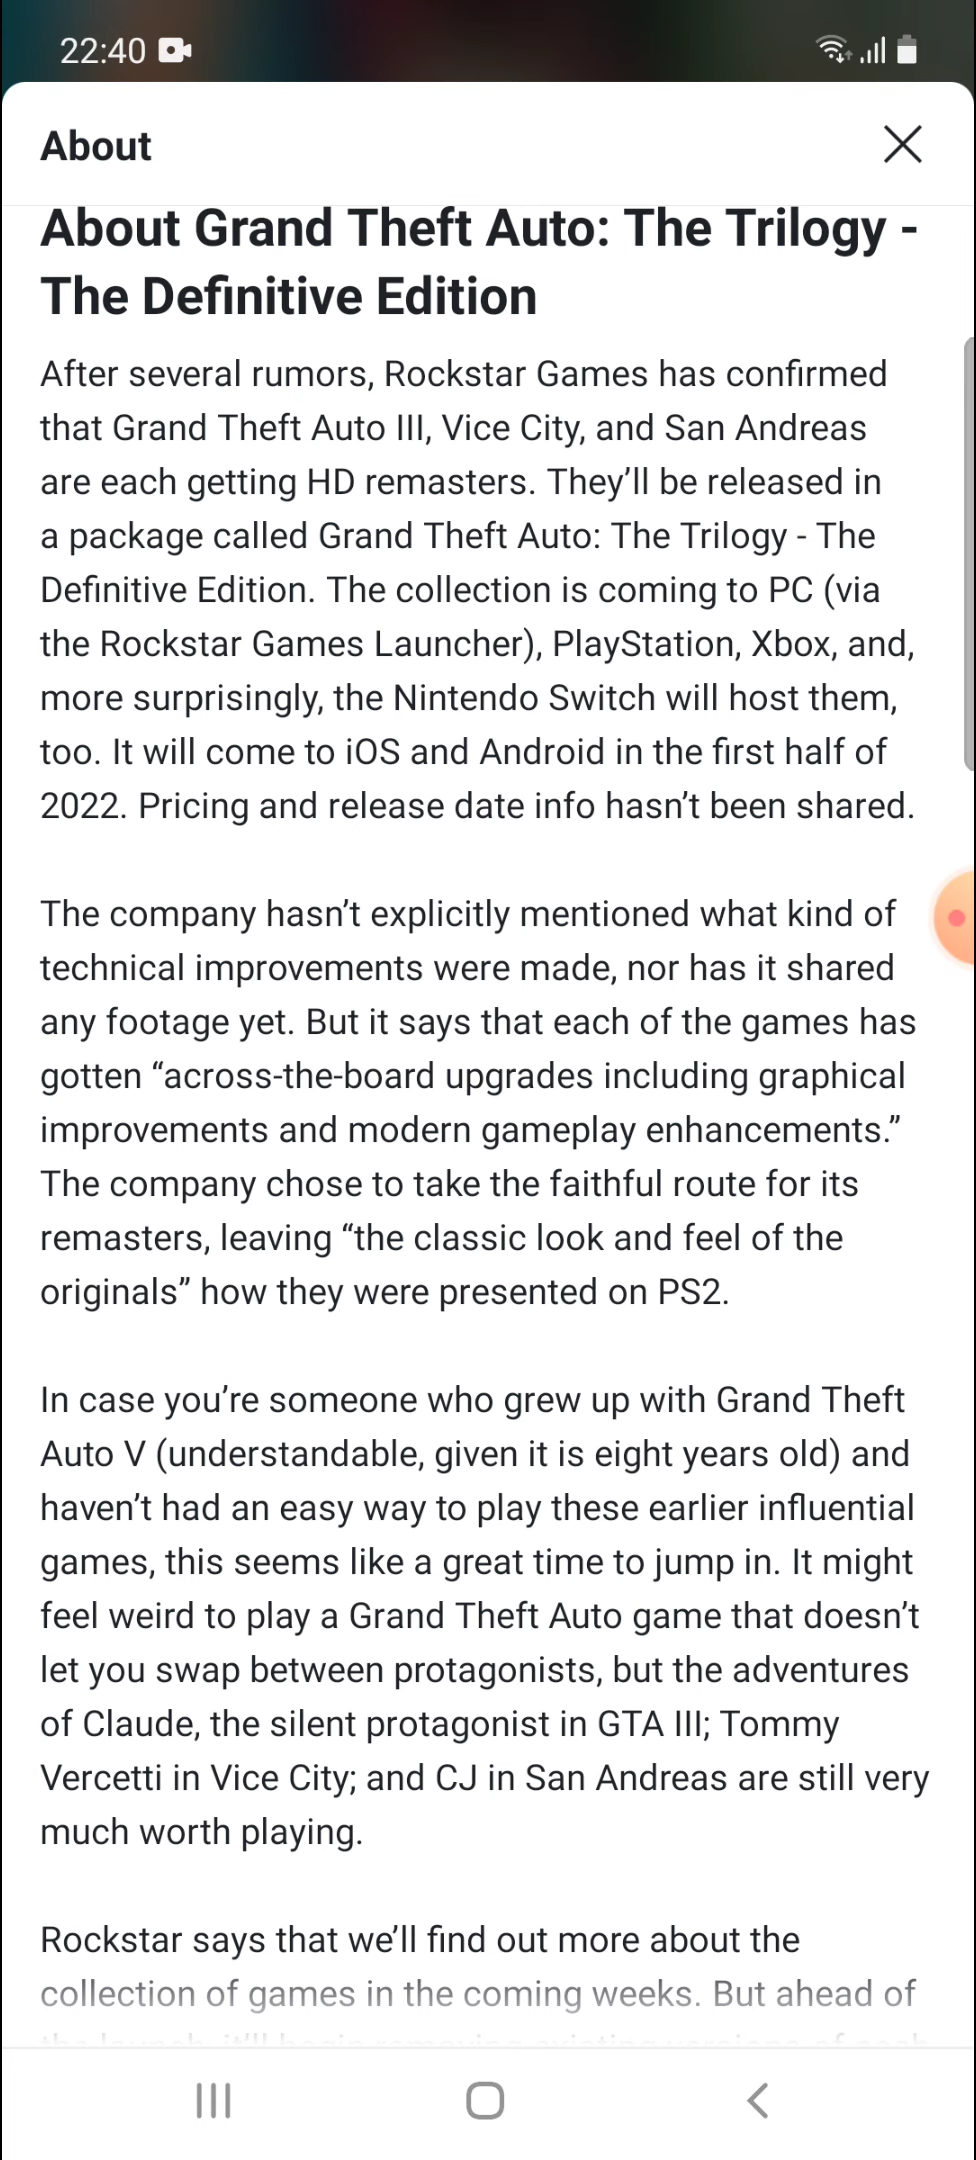 22:40
About
About Grand Theft Auto: The Trilogy -
The Definitive Edition
After several rumors, Rockstar Games has confirmed
that Grand Theft Auto III, Vice City, and San Andreas
are each getting HD remasters. They’ll be released in
a package called Grand Theft Auto: The Trilogy - The
Definitive Edition. The collection is coming to PC (via
the Rockstar Games Launcher), PlayStation, Xbox, and,
more surprisingly, the Nintendo Switch will host them,
too. It will come to iOS and Android in the first half of
2022. Pricing and release date info hasn’t been shared.
The company hasn’t explicitly mentioned what kind of
technical improvements were made, nor has it shared
any footage yet. But it says that each of the games has
gotten “across-the-board upgrades including graphical
improvements and modern gameplay enhancements.”
The company chose to take the faithful route for its
remasters, leaving “the classic look and feel of the
originals” how they were presented on PS2.
In case you’re someone who grew up with Grand Theft
Auto V (understandable, given it is eight years old) and
haven’t had an easy way to play these earlier influential
games, this seems like a great time to jump in. It might
feel weird to play a Grand Theft Auto game that doesn’t
let you swap between protagonists, but the adventures
of Claude, the silent protagonist in GTA III; Tommy
Vercetti in Vice City; and CJ in San Andreas are still very
much worth playing.
Rockstar says that we’ll find out more about the
collection of games in the coming weeks. But ahead of
the launch, it’ll begin removing existing versions of each